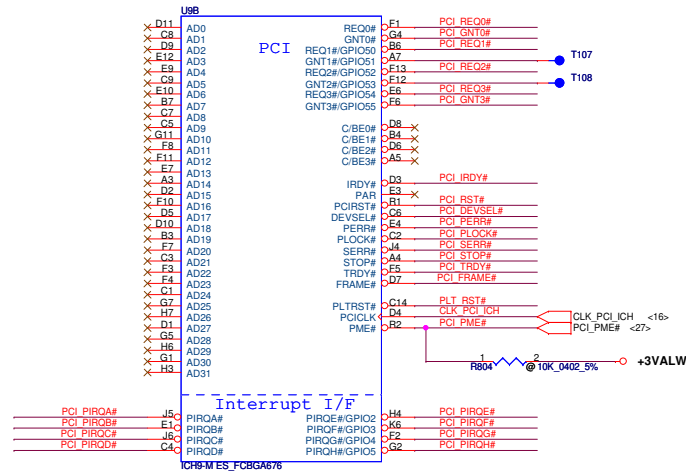 U9B
PCI
D11 AD0
C8 AD1
D9 AD2
E12 AD3
E9 AD4
C9 AD5
E10 AD6
B7 AD7
C7 AD8
C5 AD9
G11 AD10
F8 AD11
F11 AD12
E7 AD13
A3 AD14
D2 AD15
F10 AD16
D5 AD17
D10 AD18
B3 AD19
F7 AD20
C3 AD21
F3 AD22
F4 AD23
C1 AD24
G7 AD25
H7 AD26
D1 AD27
G5 AD28
H6 AD29
G1 AD30
H3 AD31
REQ0# F1 PCI_REQ0#
GNT0# G4 PCI_GNT0#
REQ1#/GPIO50 B6 PCI_REQ1#
GNT1#/GPIO51 A7 T107
REQ2#/GPIO52 F13 PCI_REQ2#
GNT2#/GPIO53 F12 T108
REQ3#/GPIO54 E6 PCI_REQ3#
GNT3#/GPIO55 F6 PCI_GNT3#
C/BE0# D8
C/BE1# B4
C/BE2# D6
C/BE3# A5
IRDY# D3 PCI_IRDY#
PAR E3
PCIRST# R1 PCI_RST#
DEVSEL# C6 PCI_DEVSEL#
PERR# E4 PCI_PERR#
PLOCK# C2 PCI_PLOCK#
SERR# J4 PCI_SERR#
STOP# A4 PCI_STOP#
TRDY# F5 PCI_TRDY#
FRAME# D7 PCI_FRAME#
PLTRST# C14 PLT_RST#
PCICLK D4 CLK_PCI_ICH CLK_PCI_ICH <16>
PME# R2 PCI_PME# PCI_PME# <27>
1 2
R804 @ 10K_0402_5% +3VALW
Interrupt I/F
PCI_PIRQA# J5 PIRQA#
PCI_PIRQB# E1 PIRQB#
PCI_PIRQC# J6 PIRQC#
PCI_PIRQD# C4 PIRQD#
PIRQE#/GPIO2 H4 PCI_PIRQE#
PIRQF#/GPIO3 K6 PCI_PIRQF#
PIRQG#/GPIO4 F2 PCI_PIRQG#
PIRQH#/GPIO5 G2 PCI_PIRQH#
ICH9-M ES_FCBGA676